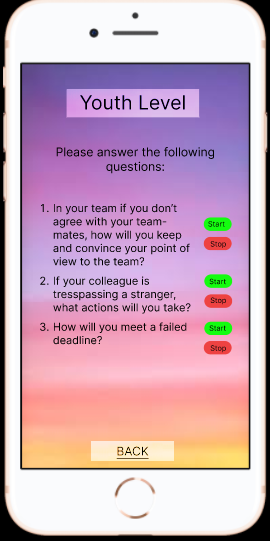 Youth Level
Please answer the following
questions:
1. In your team if you don't
agree with your team-
mates, how will you keep
and convince your point of
view to the team?
Start
Stop
2. If your colleague is
tresspassing a stranger,
what actions will you take?
Start
Stop
3. How will you meet a failed
deadline?
Start
Stop
BACK